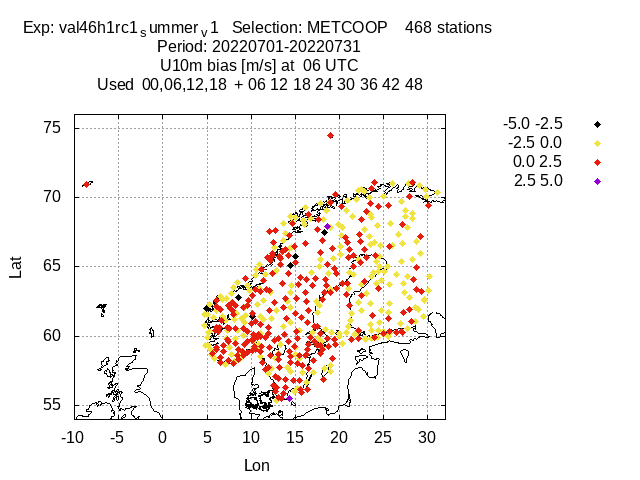 Exp: val46h1rc1summerv1 Selection: METCOOP 468 stations
Period: 20220701-20220731
U10m bias [m/s] at 06 UTC
Used 00,06,12,18 + 06 12 18 24 30 36 42 48
-5.0 -2.5
-2.5 0.0
0.0 2.5
2.5 5.0
75
70
65
60
55
Lat
-10 -5 0 5 10 15 20 25 30
Lon